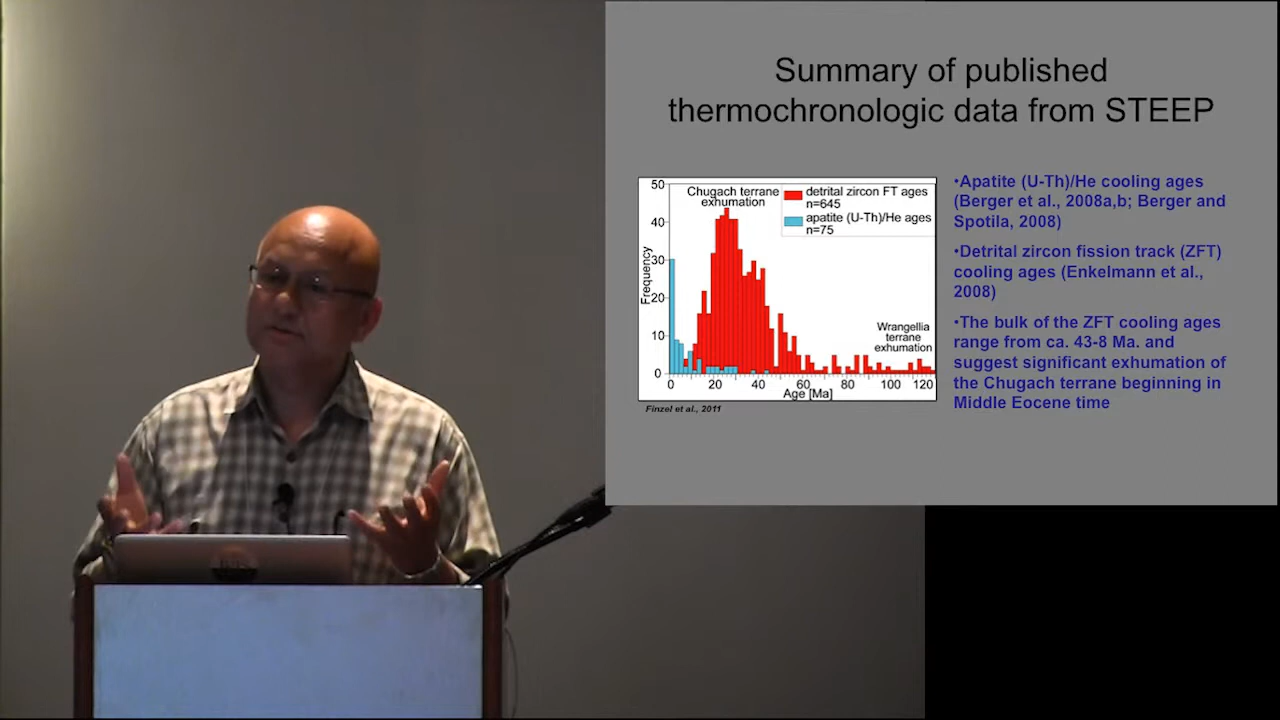 Summary of published
thermochronologic data from STEEP
50
40
30
20
10
0
Frequency
Chugach terrane
exhumation
detrital zircon FT ages
n=645
apatite (U-Th)/He ages
n=75
Wrangellia
terrane
exhumation
0 20 40 60 80 100 120
Age [Ma]
Finzel et al., 2011
•Apatite (U-Th)/He cooling ages
(Berger et al., 2008a,b; Berger and
Spotila, 2008)
•Detrital zircon fission track (ZFT)
cooling ages (Enkelmann et al.,
2008)
•The bulk of the ZFT cooling ages
range from ca. 43-8 Ma. and
suggest significant exhumation of
the Chugach terrane beginning in
Middle Eocene time